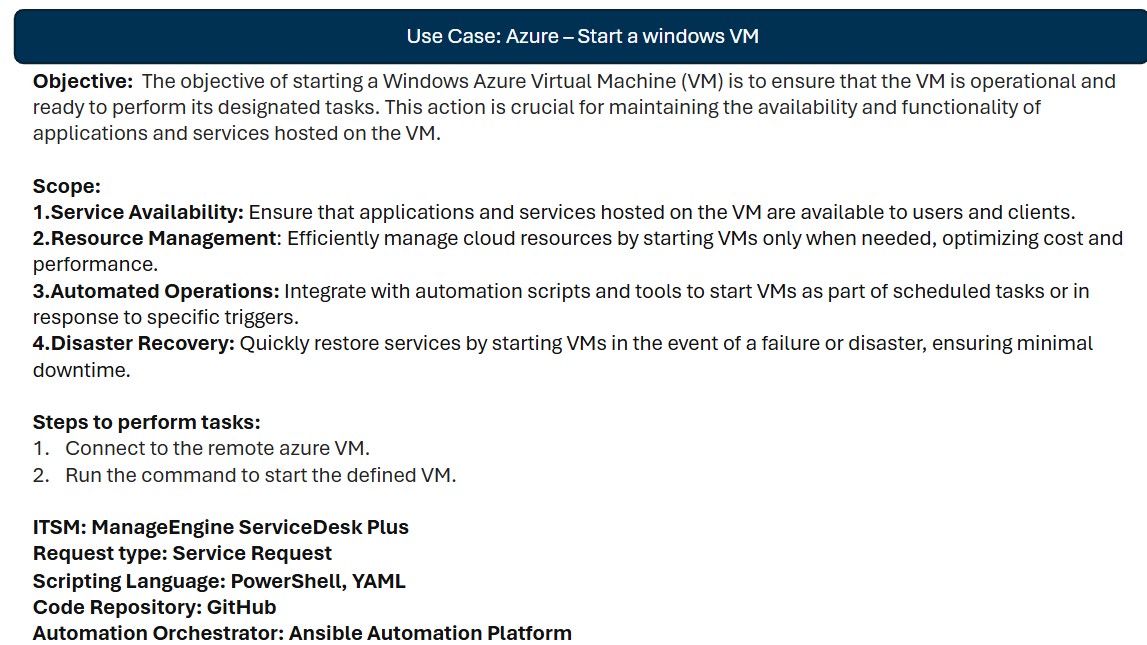 Use Case: Azure – Start a windows VM
Objective: The objective of starting a Windows Azure Virtual Machine (VM) is to ensure that the VM is operational and
ready to perform its designated tasks. This action is crucial for maintaining the availability and functionality of
applications and services hosted on the VM.
Scope:
1.Service Availability: Ensure that applications and services hosted on the VM are available to users and clients.
2.Resource Management: Efficiently manage cloud resources by starting VMs only when needed, optimizing cost and
performance.
3.Automated Operations: Integrate with automation scripts and tools to start VMs as part of scheduled tasks or in
response to specific triggers.
4.Disaster Recovery: Quickly restore services by starting VMs in the event of a failure or disaster, ensuring minimal
downtime.
Steps to perform tasks:
1. Connect to the remote azure VM.
2. Run the command to start the defined VM.
ITSM: ManageEngine ServiceDesk Plus
Request type: Service Request
Scripting Language: PowerShell, YAML
Code Repository: GitHub
Automation Orchestrator: Ansible Automation Platform